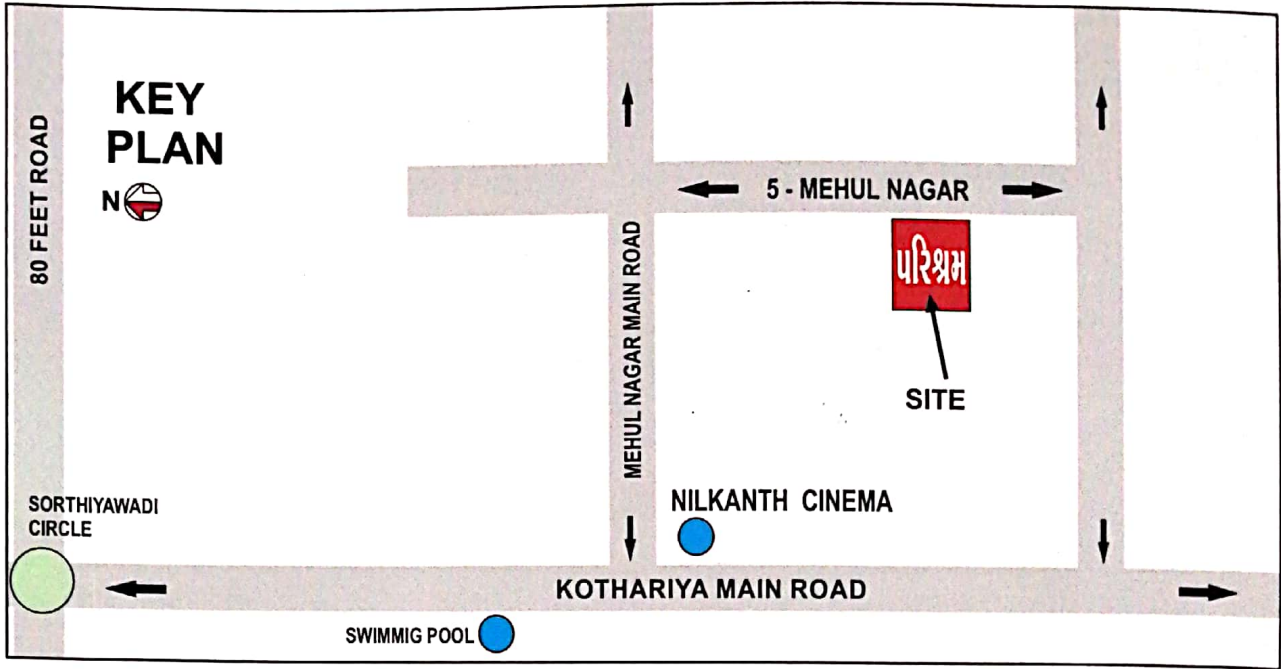 KEY
PLAN
N
80 FEET ROAD
5 - MEHUL NAGAR
પરિશ્રમ
MEHUL NAGAR MAIN ROAD
SITE
NILKANTH CINEMA
SORTHIYAWADI
CIRCLE
KOTHARIYA MAIN ROAD
SWIMMIG POOL